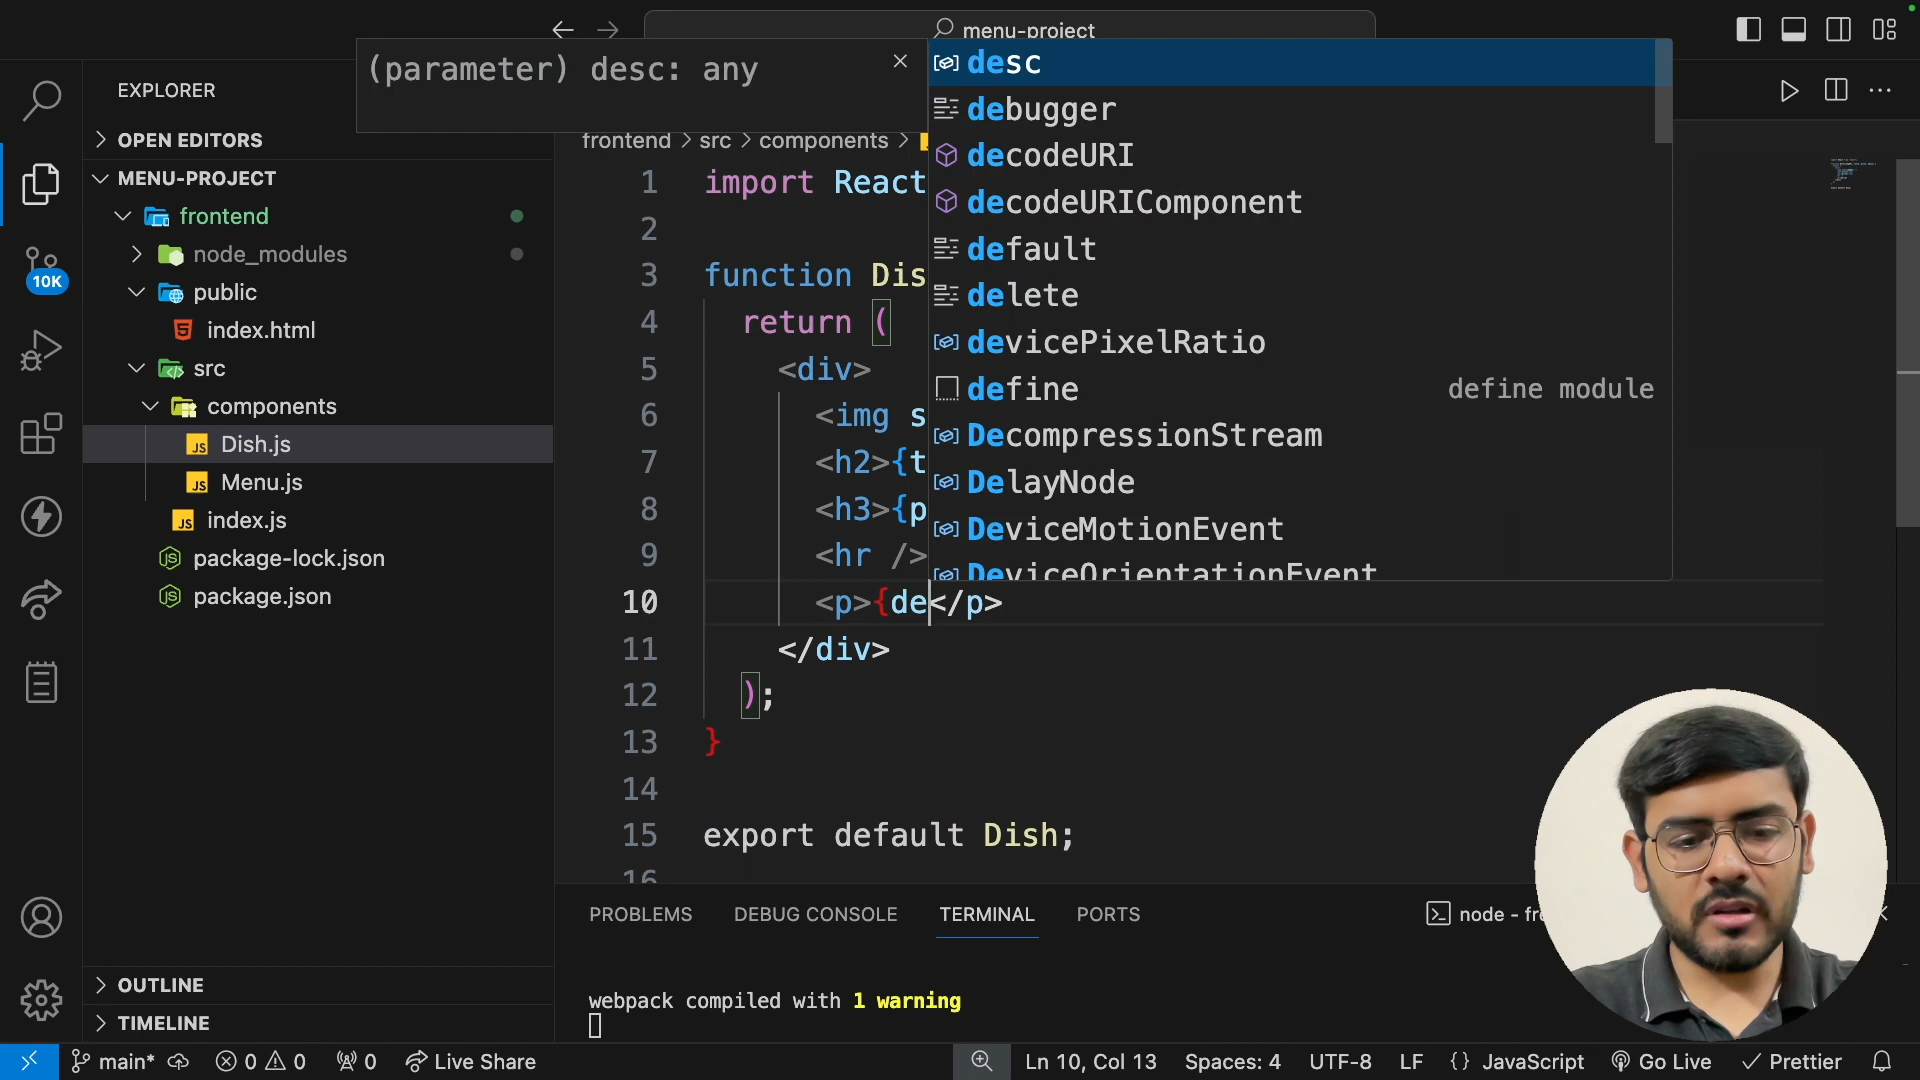 menu-project
(parameter) desc: any
desc
debugger
decodeURI
decodeURIComponent
default
delete
devicePixelRatio
define define module
DecompressionStream
DelayNode
DeviceMotionEvent
DeviceOrientationEvent
EXPLORER
OPEN EDITORS
MENU-PROJECT
frontend
node_modules
public
index.html
src
components
Dish.js
Menu.js
index.js
package-lock.json
package.json
OUTLINE
TIMELINE
10K
frontend > src > components >
1 import React
2
3 function Dis
4 return (
5 <div>
6 <img s
7 <h2>{t
8 <h3>{p
9 <hr />
10 <p>{de</p>
11 </div>
12 );
13 }
14
15 export default Dish;
16
PROBLEMS DEBUG CONSOLE TERMINAL PORTS
node - fr
webpack compiled with 1 warning
main* 0 0 0 Live Share Ln 10, Col 13 Spaces: 4 UTF-8 LF {} JavaScript Go Live Prettier